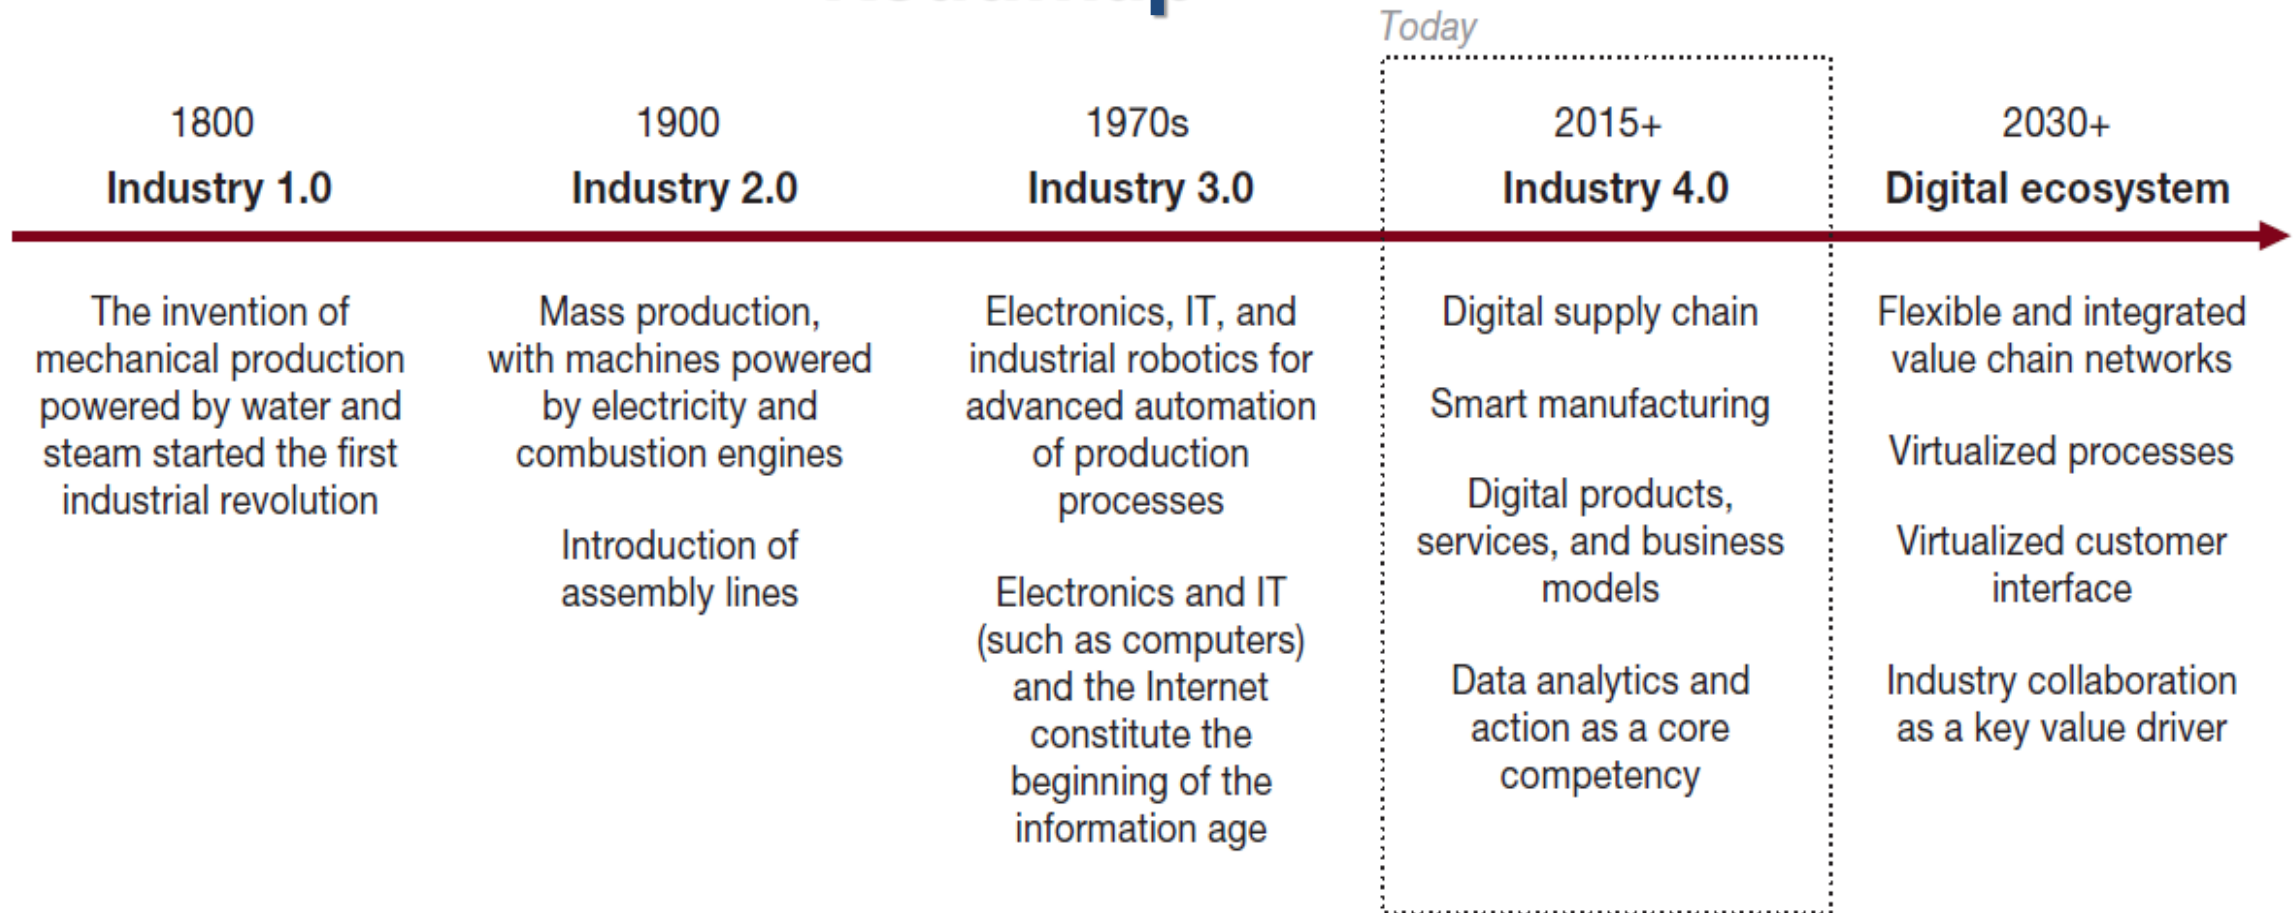 Today
1800
Industry 1.0
The invention of
mechanical production
powered by water and
steam started the first
industrial revolution
1900
Industry 2.0
Mass production,
with machines powered
by electricity and
combustion engines
Introduction of
assembly lines
1970s
Industry 3.0
Electronics, IT, and
industrial robotics for
advanced automation
of production
processes
Electronics and IT
(such as computers)
and the Internet
constitute the
beginning of the
information age
2015+
Industry 4.0
Digital supply chain
Smart manufacturing
Digital products,
services, and business
models
Data analytics and
action as a core
competency
2030+
Digital ecosystem
Flexible and integrated
value chain networks
Virtualized processes
Virtualized customer
interface
Industry collaboration
as a key value driver